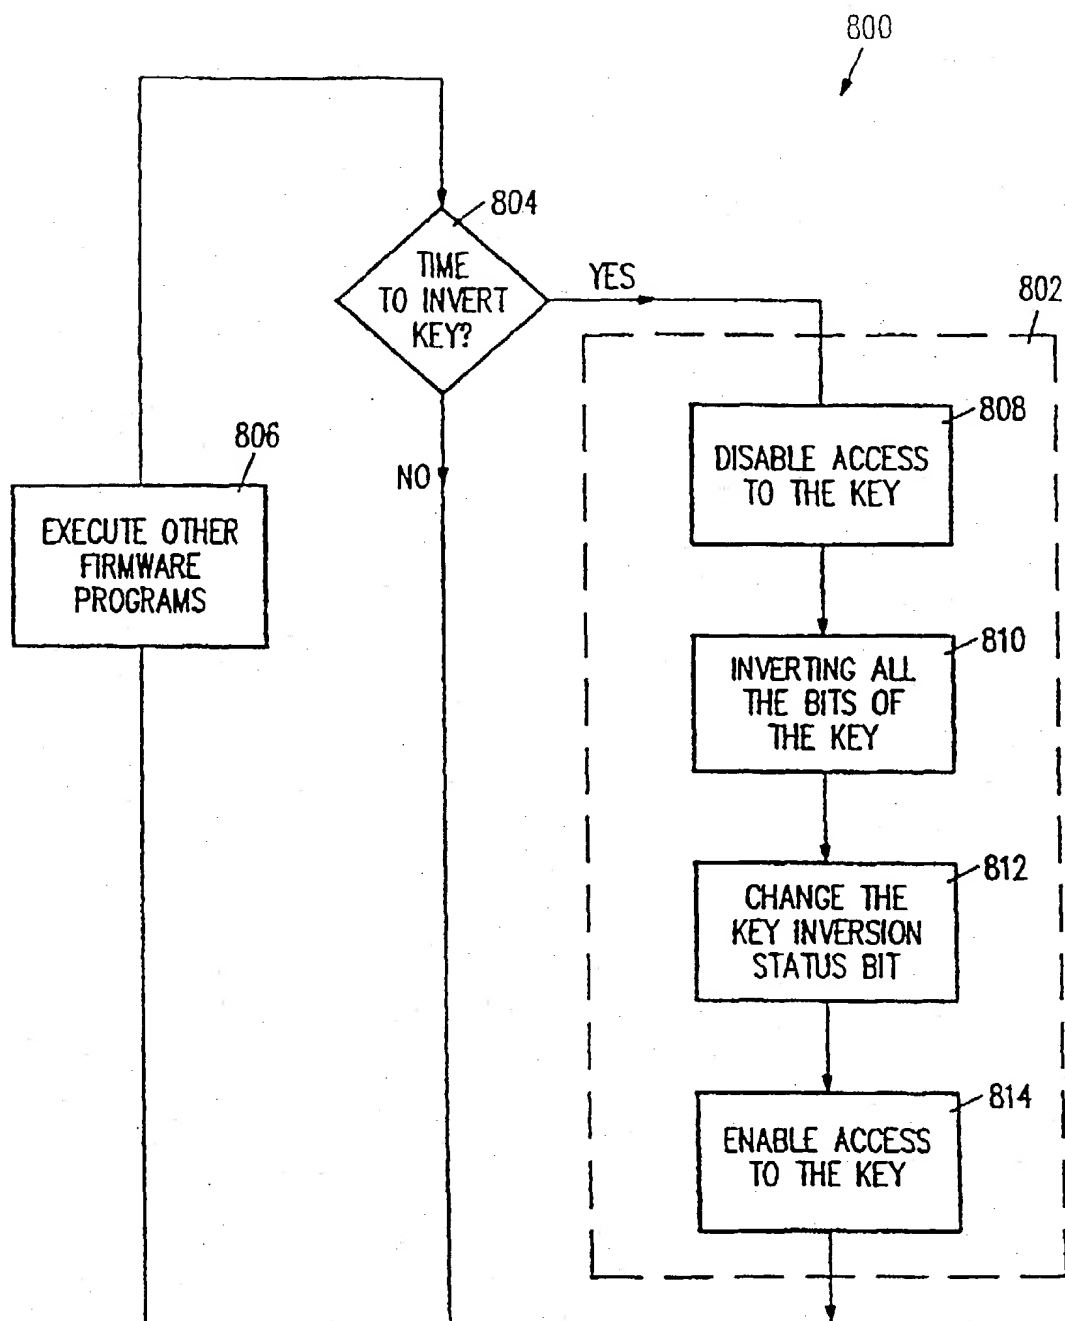 800
804
TIME
TO INVERT
KEY?
YES
802
808
DISABLE ACCESS
TO THE KEY
NO
806
EXECUTE OTHER
FIRMWARE
PROGRAMS
810
INVERTING ALL
THE BITS OF
THE KEY
812
CHANGE THE
KEY INVERSION
STATUS BIT
814
ENABLE ACCESS
TO THE KEY